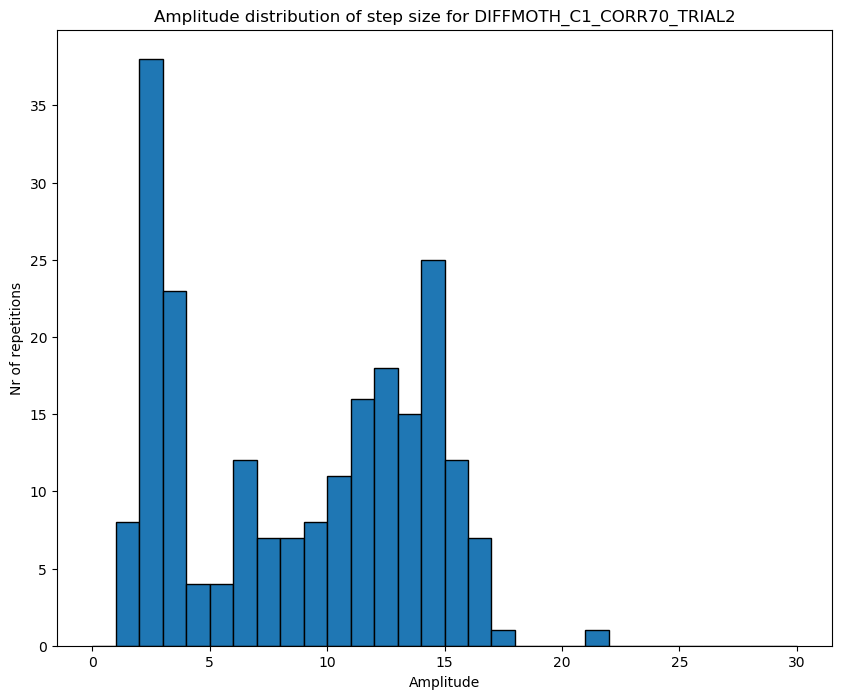 Amplitude distribution of step size for DIFFMOTH_C1_CORR70_TRIAL2
Nr of repetitions
35
30
25
20
15
10
5
0
0 5 10 15 20 25 30
Amplitude